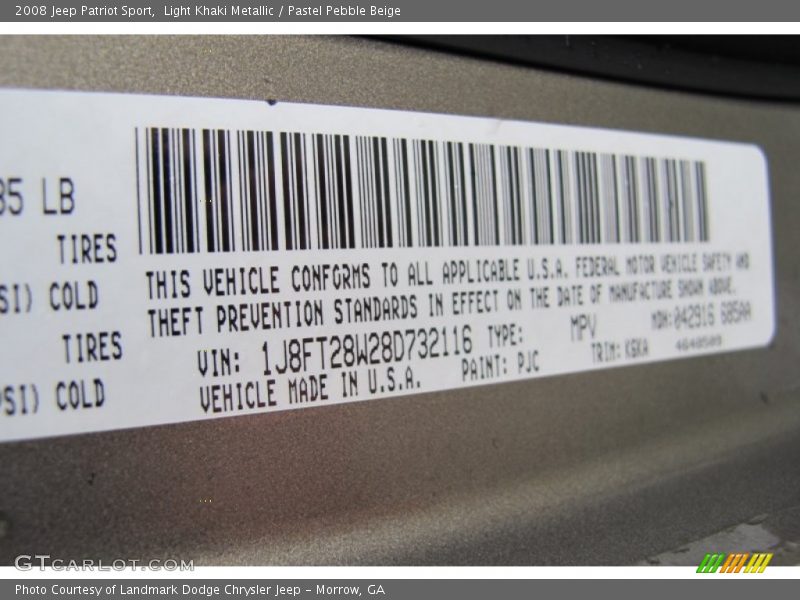 2008 Jeep Patriot Sport, Light Khaki Metallic / Pastel Pebble Beige
85 LB
TIRES
SI) COLD
TIRES
PSI) COLD
THIS VEHICLE CONFORMS TO ALL APPLICABLE U.S.A. FEDERAL MOTOR VEHICLE SAFETY AND
THEFT PREVENTION STANDARDS IN EFFECT ON THE DATE OF MANUFACTURE SHOWN ABOVE.
VIN: 1J8FT28W28D732116 TYPE: MPV MDH:042916 685AA
VEHICLE MADE IN U.S.A. PAINT: PJC TRIM:K6KA
GTCARLOT.COM
Photo Courtesy of Landmark Dodge Chrysler Jeep – Morrow, GA